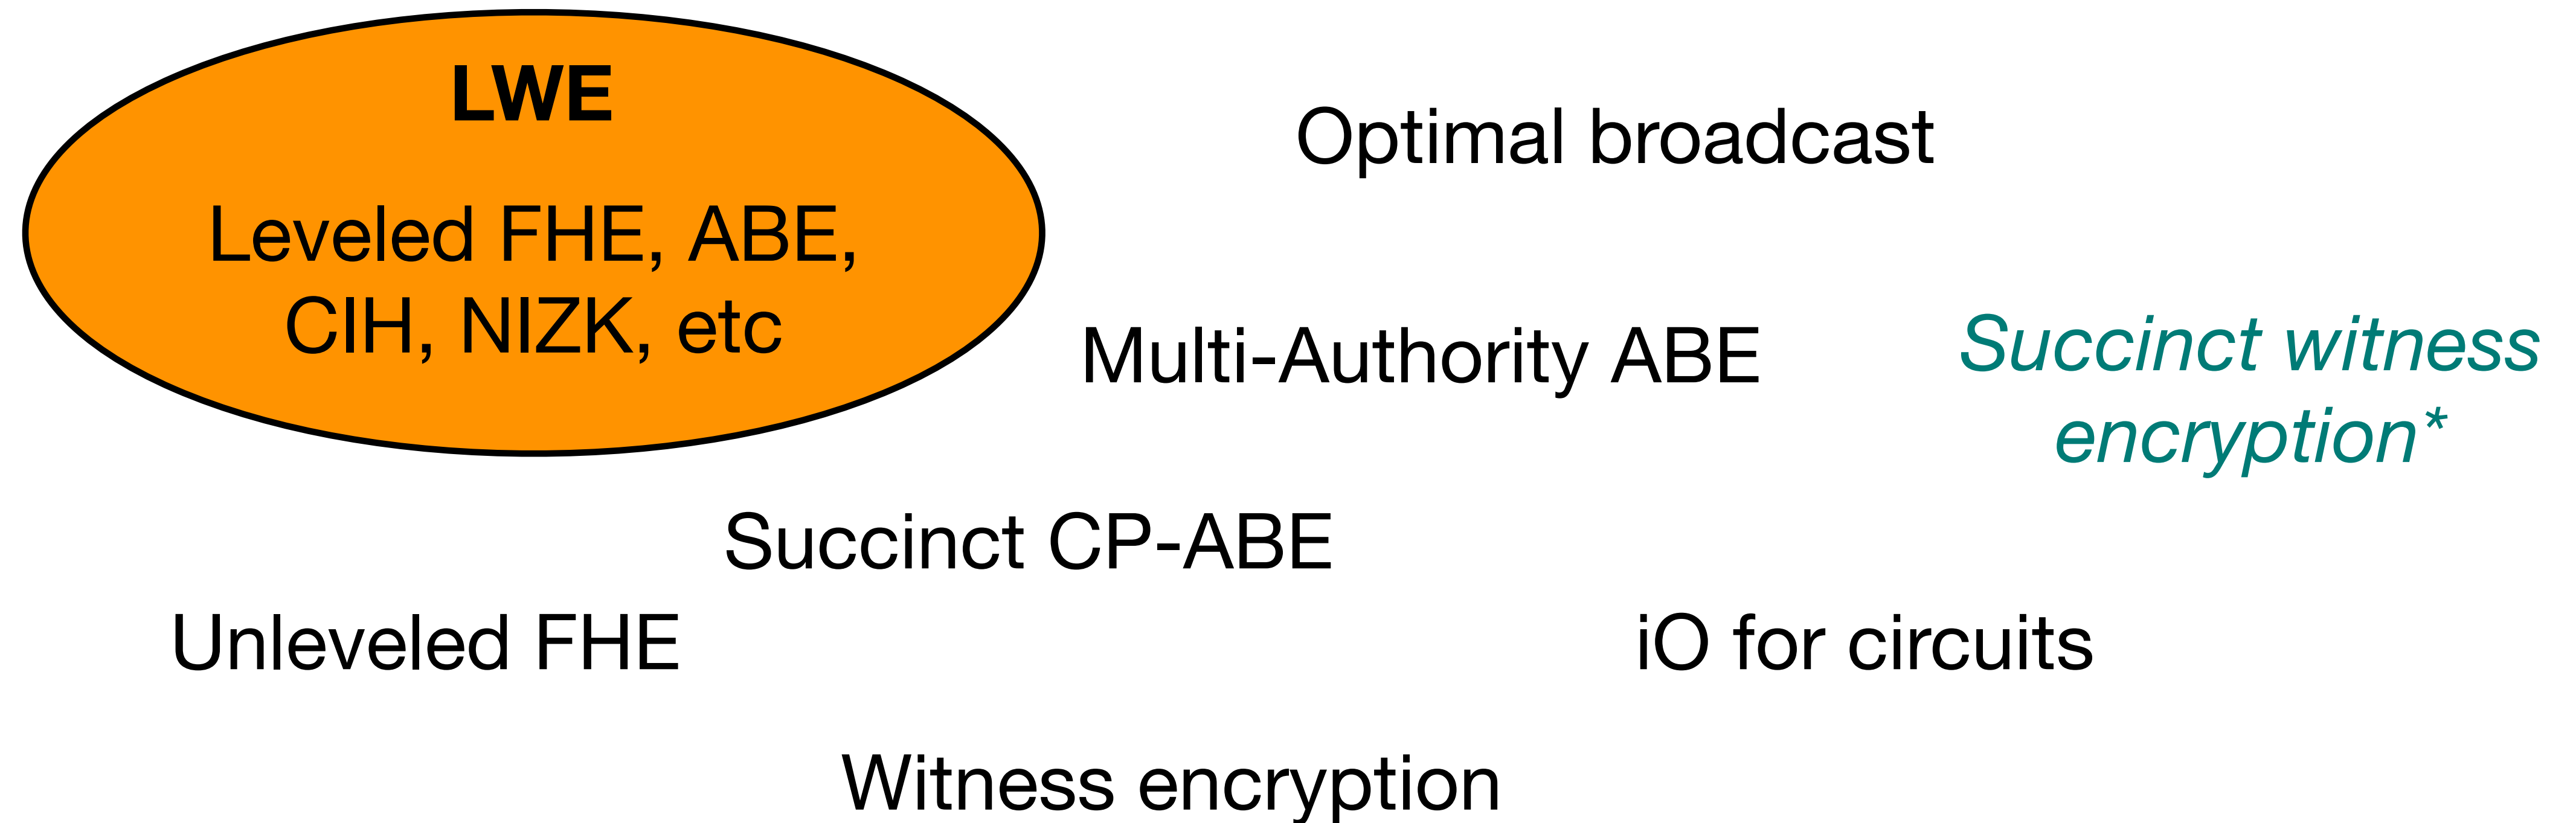 LWE
Leveled FHE, ABE,
CIH, NIZK, etc
Optimal broadcast
Multi-Authority ABE
Succinct witness
encryption*
Succinct CP-ABE
Unleveled FHE
iO for circuits
Witness encryption